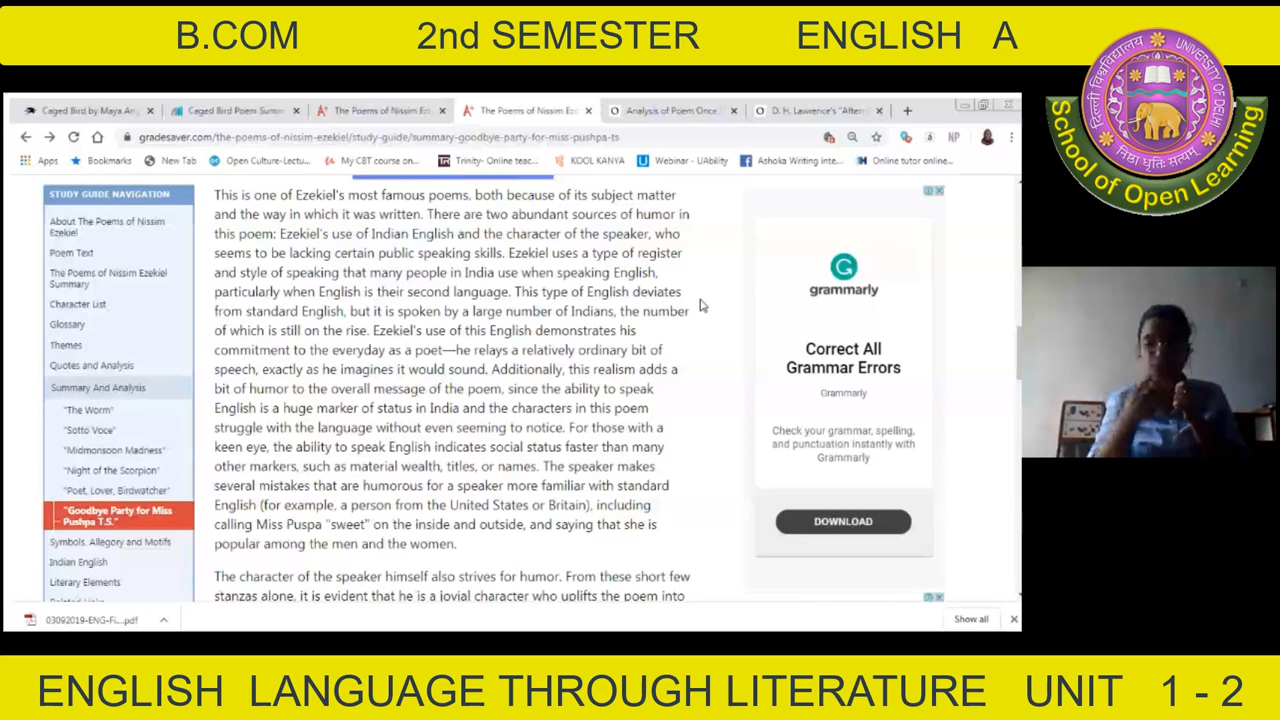 B.COM 2nd SEMESTER ENGLISH A
दिल्ली विश्वविद्यालय UNIVERSITY OF DELHI
निष्ठा धृतिः सत्यम्
School of Open Learning
Caged Bird by Maya An
Caged Bird Poem Summ
The Poems of Nissim Ez
The Poems of Nissim Eze
Analysis of Poem Once
D. H. Lawrence's "After
gradesaver.com/the-poems-of-nissim-ezekiel/study-guide/summary-goodbye-party-for-miss-pushpa-ts
NP
Apps
Bookmarks
New Tab
Open Culture-Lectu...
My CBT course on...
Trinity- Online teac...
KOOL KANYA
Webinar - UAbility
Ashoka Writing inte...
Online tutor online...
STUDY GUIDE NAVIGATION
About The Poems of Nissim
Ezekiel
Poem Text
The Poems of Nissim Ezekiel
Summary
Character List
Glossary
Themes
Quotes and Analysis
Summary And Analysis
"The Worm"
"Sotto Voce"
"Midmonsoon Madness"
"Night of the Scorpion"
"Poet, Lover, Birdwatcher"
"Goodbye Party for Miss
Pushpa T.S."
Symbols, Allegory and Motifs
Indian English
Literary Elements
This is one of Ezekiel's most famous poems, both because of its subject matter
and the way in which it was written. There are two abundant sources of humor in
this poem: Ezekiel's use of Indian English and the character of the speaker, who
seems to be lacking certain public speaking skills. Ezekiel uses a type of register
and style of speaking that many people in India use when speaking English,
particularly when English is their second language. This type of English deviates
from standard English, but it is spoken by a large number of Indians, the number
of which is still on the rise. Ezekiel's use of this English demonstrates his
commitment to the everyday as a poet—he relays a relatively ordinary bit of
speech, exactly as he imagines it would sound. Additionally, this realism adds a
bit of humor to the overall message of the poem, since the ability to speak
English is a huge marker of status in India and the characters in this poem
struggle with the language without even seeming to notice. For those with a
keen eye, the ability to speak English indicates social status faster than many
other markers, such as material wealth, titles, or names. The speaker makes
several mistakes that are humorous for a speaker more familiar with standard
English (for example, a person from the United States or Britain), including
calling Miss Puspa "sweet" on the inside and outside, and saying that she is
popular among the men and the women.
The character of the speaker himself also strives for humor. From these short few
stanzas alone, it is evident that he is a jovial character who uplifts the poem into
grammarly
Correct All
Grammar Errors
Grammarly
Check your grammar, spelling,
and punctuation instantly with
Grammarly
DOWNLOAD
03092019-ENG-Fi....pdf
Show all
ENGLISH LANGUAGE THROUGH LITERATURE UNIT 1 - 2